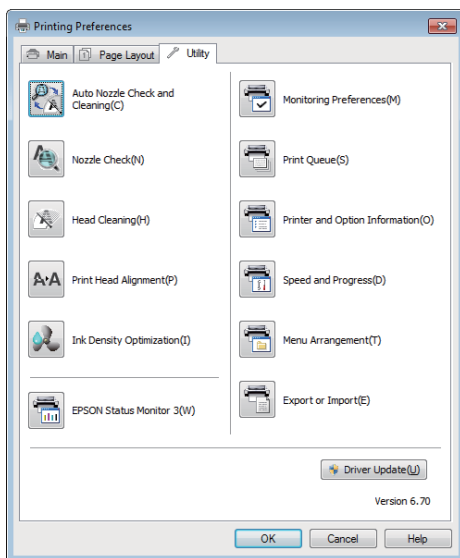 Printing Preferences
Main
Page Layout
Utility
Auto Nozzle Check and
Cleaning(C)
Nozzle Check(N)
Head Cleaning(H)
Print Head Alignment(P)
Ink Density Optimization(I)
EPSON Status Monitor 3(W)
Monitoring Preferences(M)
Print Queue(S)
Printer and Option Information(O)
Speed and Progress(D)
Menu Arrangement(T)
Export or Import(E)
Driver Update(U)
Version 6.70
OK
Cancel
Help